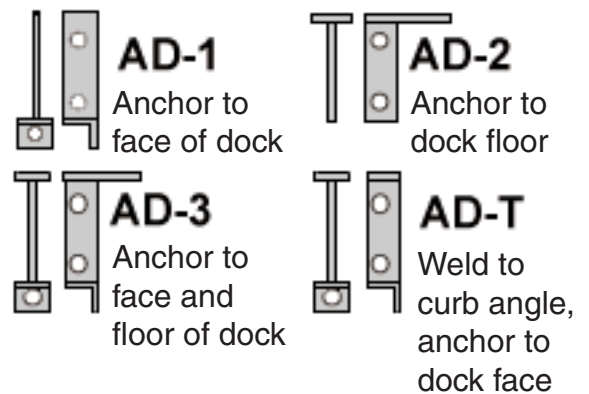 AD-1
Anchor to
face of dock
AD-2
Anchor to
dock floor
AD-3
Anchor to
face and
floor of dock
AD-T
Weld to
curb angle,
anchor to
dock face